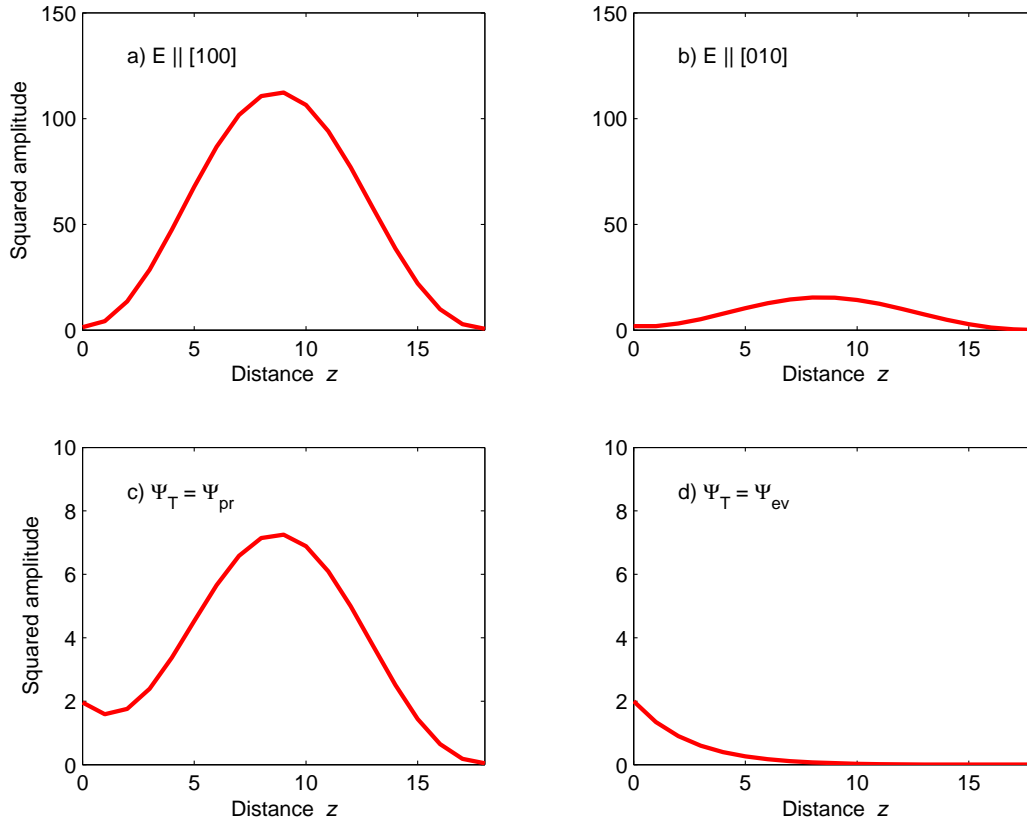 150
100
50
0
0 5 10 15
Squared amplitude
Distance z
a) E || [100]
150
100
50
0
0 5 10 15
Distance z
b) E || [010]
10
8
6
4
2
0
0 5 10 15
Squared amplitude
Distance z
c) Ψ_T = Ψ_pr
10
8
6
4
2
0
0 5 10 15
Distance z
d) Ψ_T = Ψ_ev